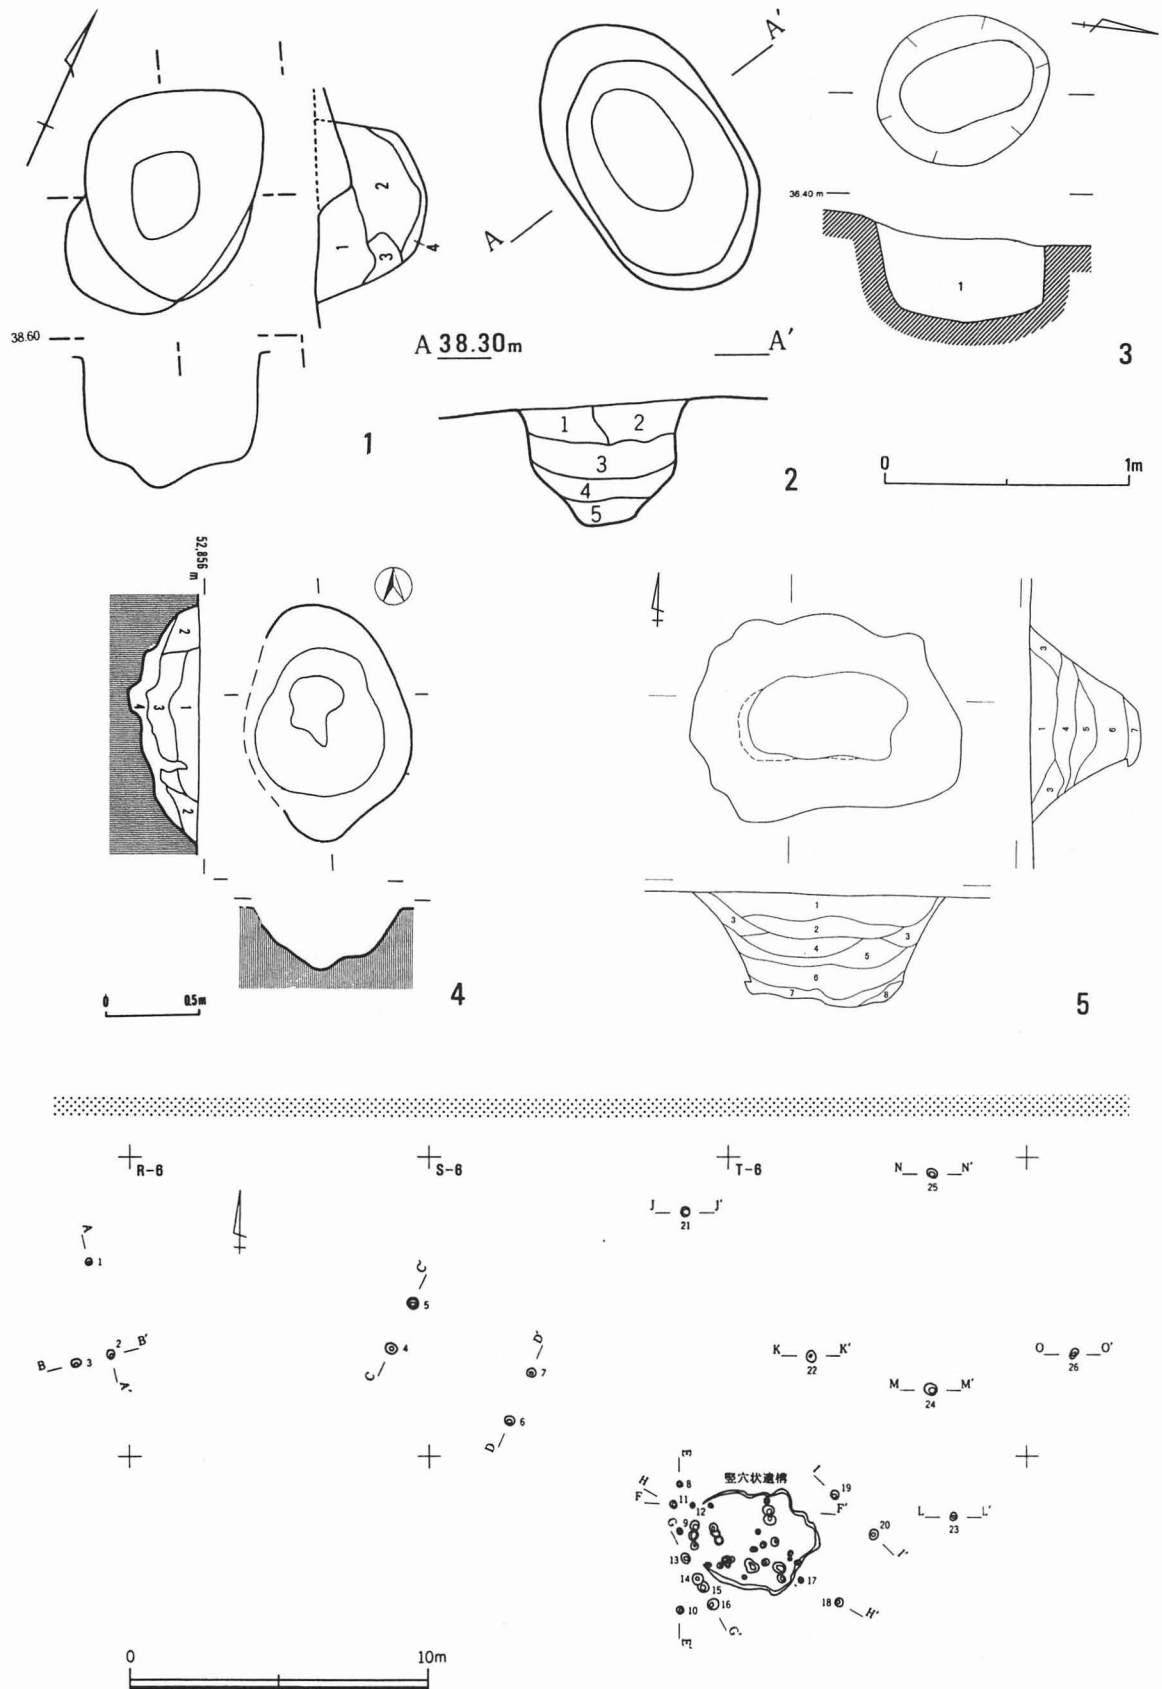 A'
A
36.40 m
1
3
2
1
3
4
38.60
A 38.30m
A'
1
1
2
3
4
5
2
3
0
1m
52,856
m
2
4
3
1
2
0
0.5m
4
3
1
4
5
6
7
3
1
3
2
3
4
5
6
7
8
5
R-6
S-6
T-6
N
N'
25
J
J'
21
A
1
C'
5
2
B'
B
3
A'
4
C
D'
7
6
D
K
K'
22
O
O'
26
M
M'
24
E
8
竪穴状遺構
H
F
11
12
I
19
F'
9
G
13
20
I'
L
L'
23
14
15
17
10
16
18
H'
E'
G'
0
10m